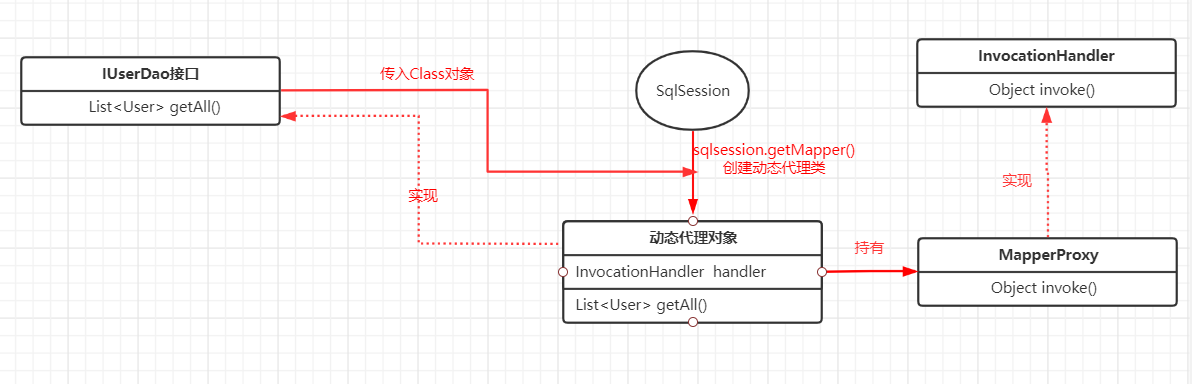 IUserDao接口
List<User> getAll()
传入Class对象
SqlSession
InvocationHandler
Object invoke()
sqlsession.getMapper()
创建动态代理类
实现
实现
动态代理对象
InvocationHandler handler
List<User> getAll()
持有
MapperProxy
Object invoke()